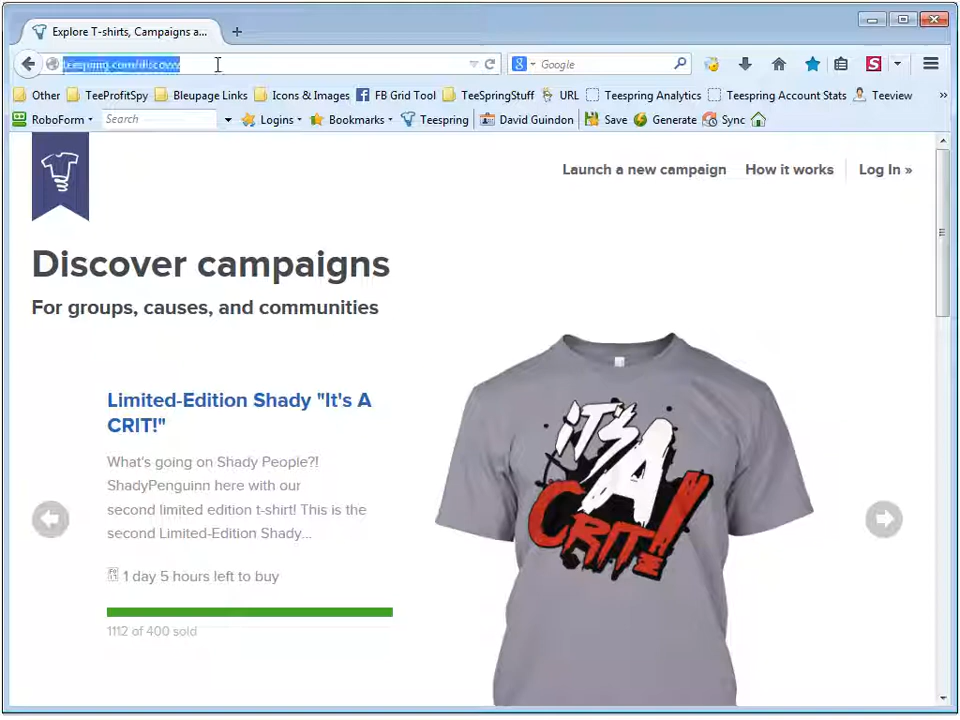 Explore T-shirts, Campaigns a...
teespring.com/discover
Google
Other TeeProfitSpy Bleupage Links Icons & Images FB Grid Tool TeeSpringStuff URL Teespring Analytics Teespring Account Stats Teeview »
RoboForm Search Logins Bookmarks Teespring David Guindon Save Generate Sync
Launch a new campaign How it works Log In »
Discover campaigns
For groups, causes, and communities
Limited-Edition Shady "It's A
CRIT!"
What's going on Shady People?!
ShadyPenguinn here with our
second limited edition t-shirt! This is the
second Limited-Edition Shady...
1 day 5 hours left to buy
1112 of 400 sold
iT'S
A
CRIT!